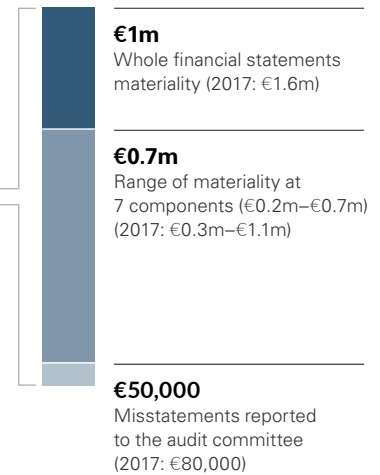 €1m
Whole financial statements
materiality (2017: €1.6m)
€0.7m
Range of materiality at
7 components (€0.2m–€0.7m)
(2017: €0.3m–€1.1m)
€50,000
Misstatements reported
to the audit committee
(2017: €80,000)